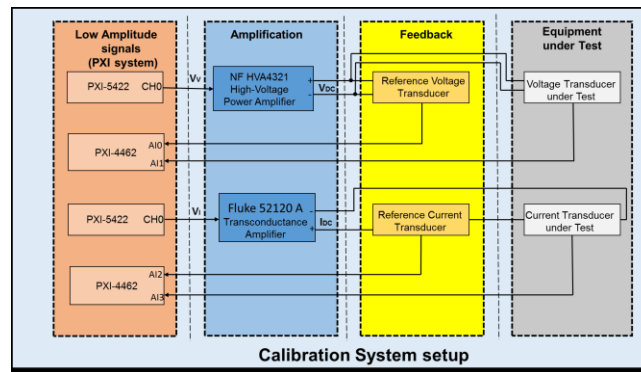 Low Amplitude
signals
(PXI system)
Amplification
Feedback
Equipment
under Test
PXI-5422
CH0
Vv
NF HVA4321
High-Voltage
Power Amplifier
+
-
VDC
Reference Voltage
Transducer
Voltage Transducer
under Test
PXI-4462
AI0
AI1
PXI-5422
CH0
VI
Fluke 52120 A
Transconductance
Amplifier
-
+
IDC
Reference Current
Transducer
Current Transducer
under Test
PXI-4462
AI2
AI3
Calibration System setup